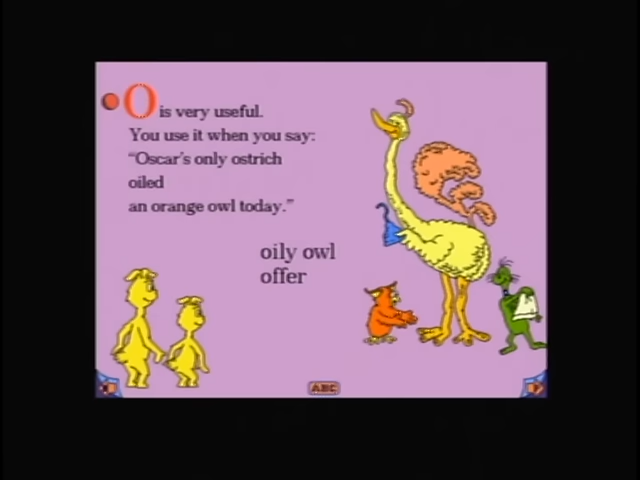 O is very useful.
You use it when you say:
“Oscar's only ostrich
oiled
an orange owl today.”
oily owl
offer
ABC